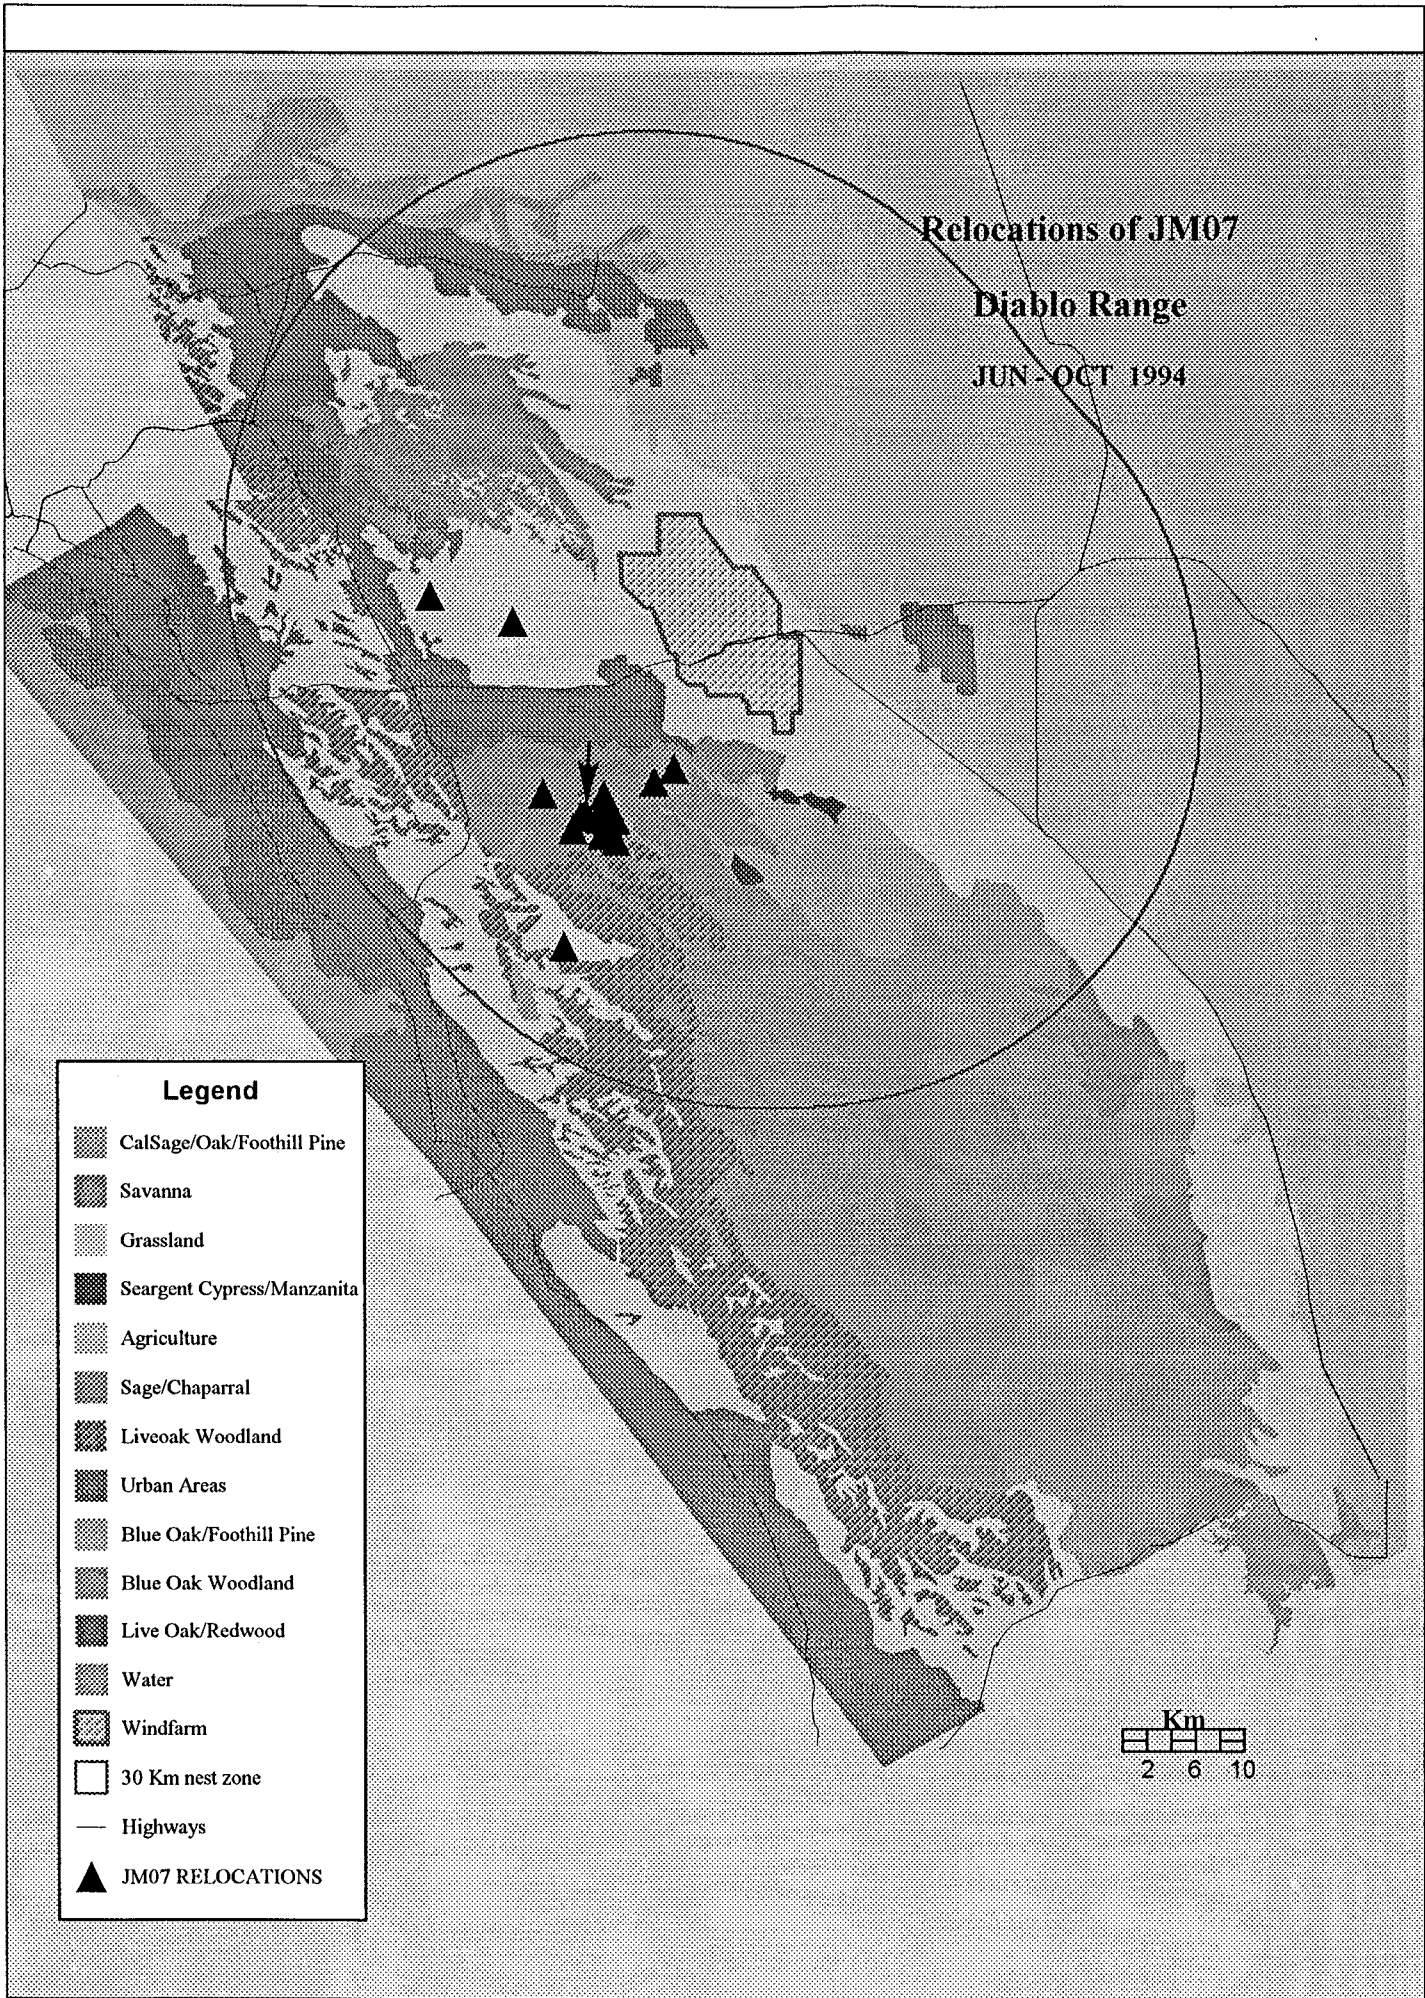 Relocations of JM07
Diablo Range
JUN - OCT 1994
Legend
CalSage/Oak/Foothill Pine
Savanna
Grassland
Seargent Cypress/Manzanita
Agriculture
Sage/Chaparral
Liveoak Woodland
Urban Areas
Blue Oak/Foothill Pine
Blue Oak Woodland
Live Oak/Redwood
Water
Windfarm
30 Km nest zone
Highways
JM07 RELOCATIONS
Km
2 6 10